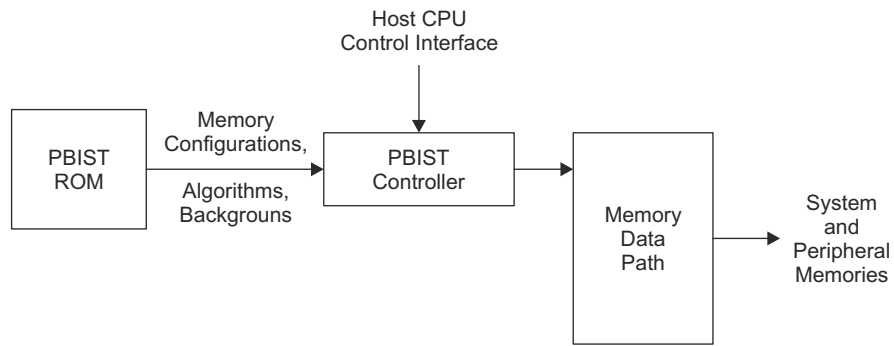 Host CPU
Control Interface
PBIST
ROM
Memory
Configurations,
Algorithms,
Backgrouns
PBIST
Controller
Memory
Data
Path
System
and
Peripheral
Memories